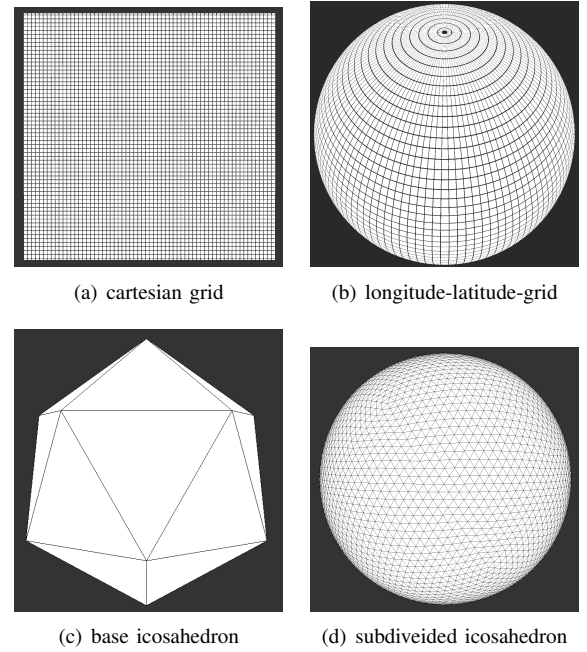 (a) cartesian grid
(b) longitude-latitude-grid
(c) base icosahedron
(d) subdiveided icosahedron